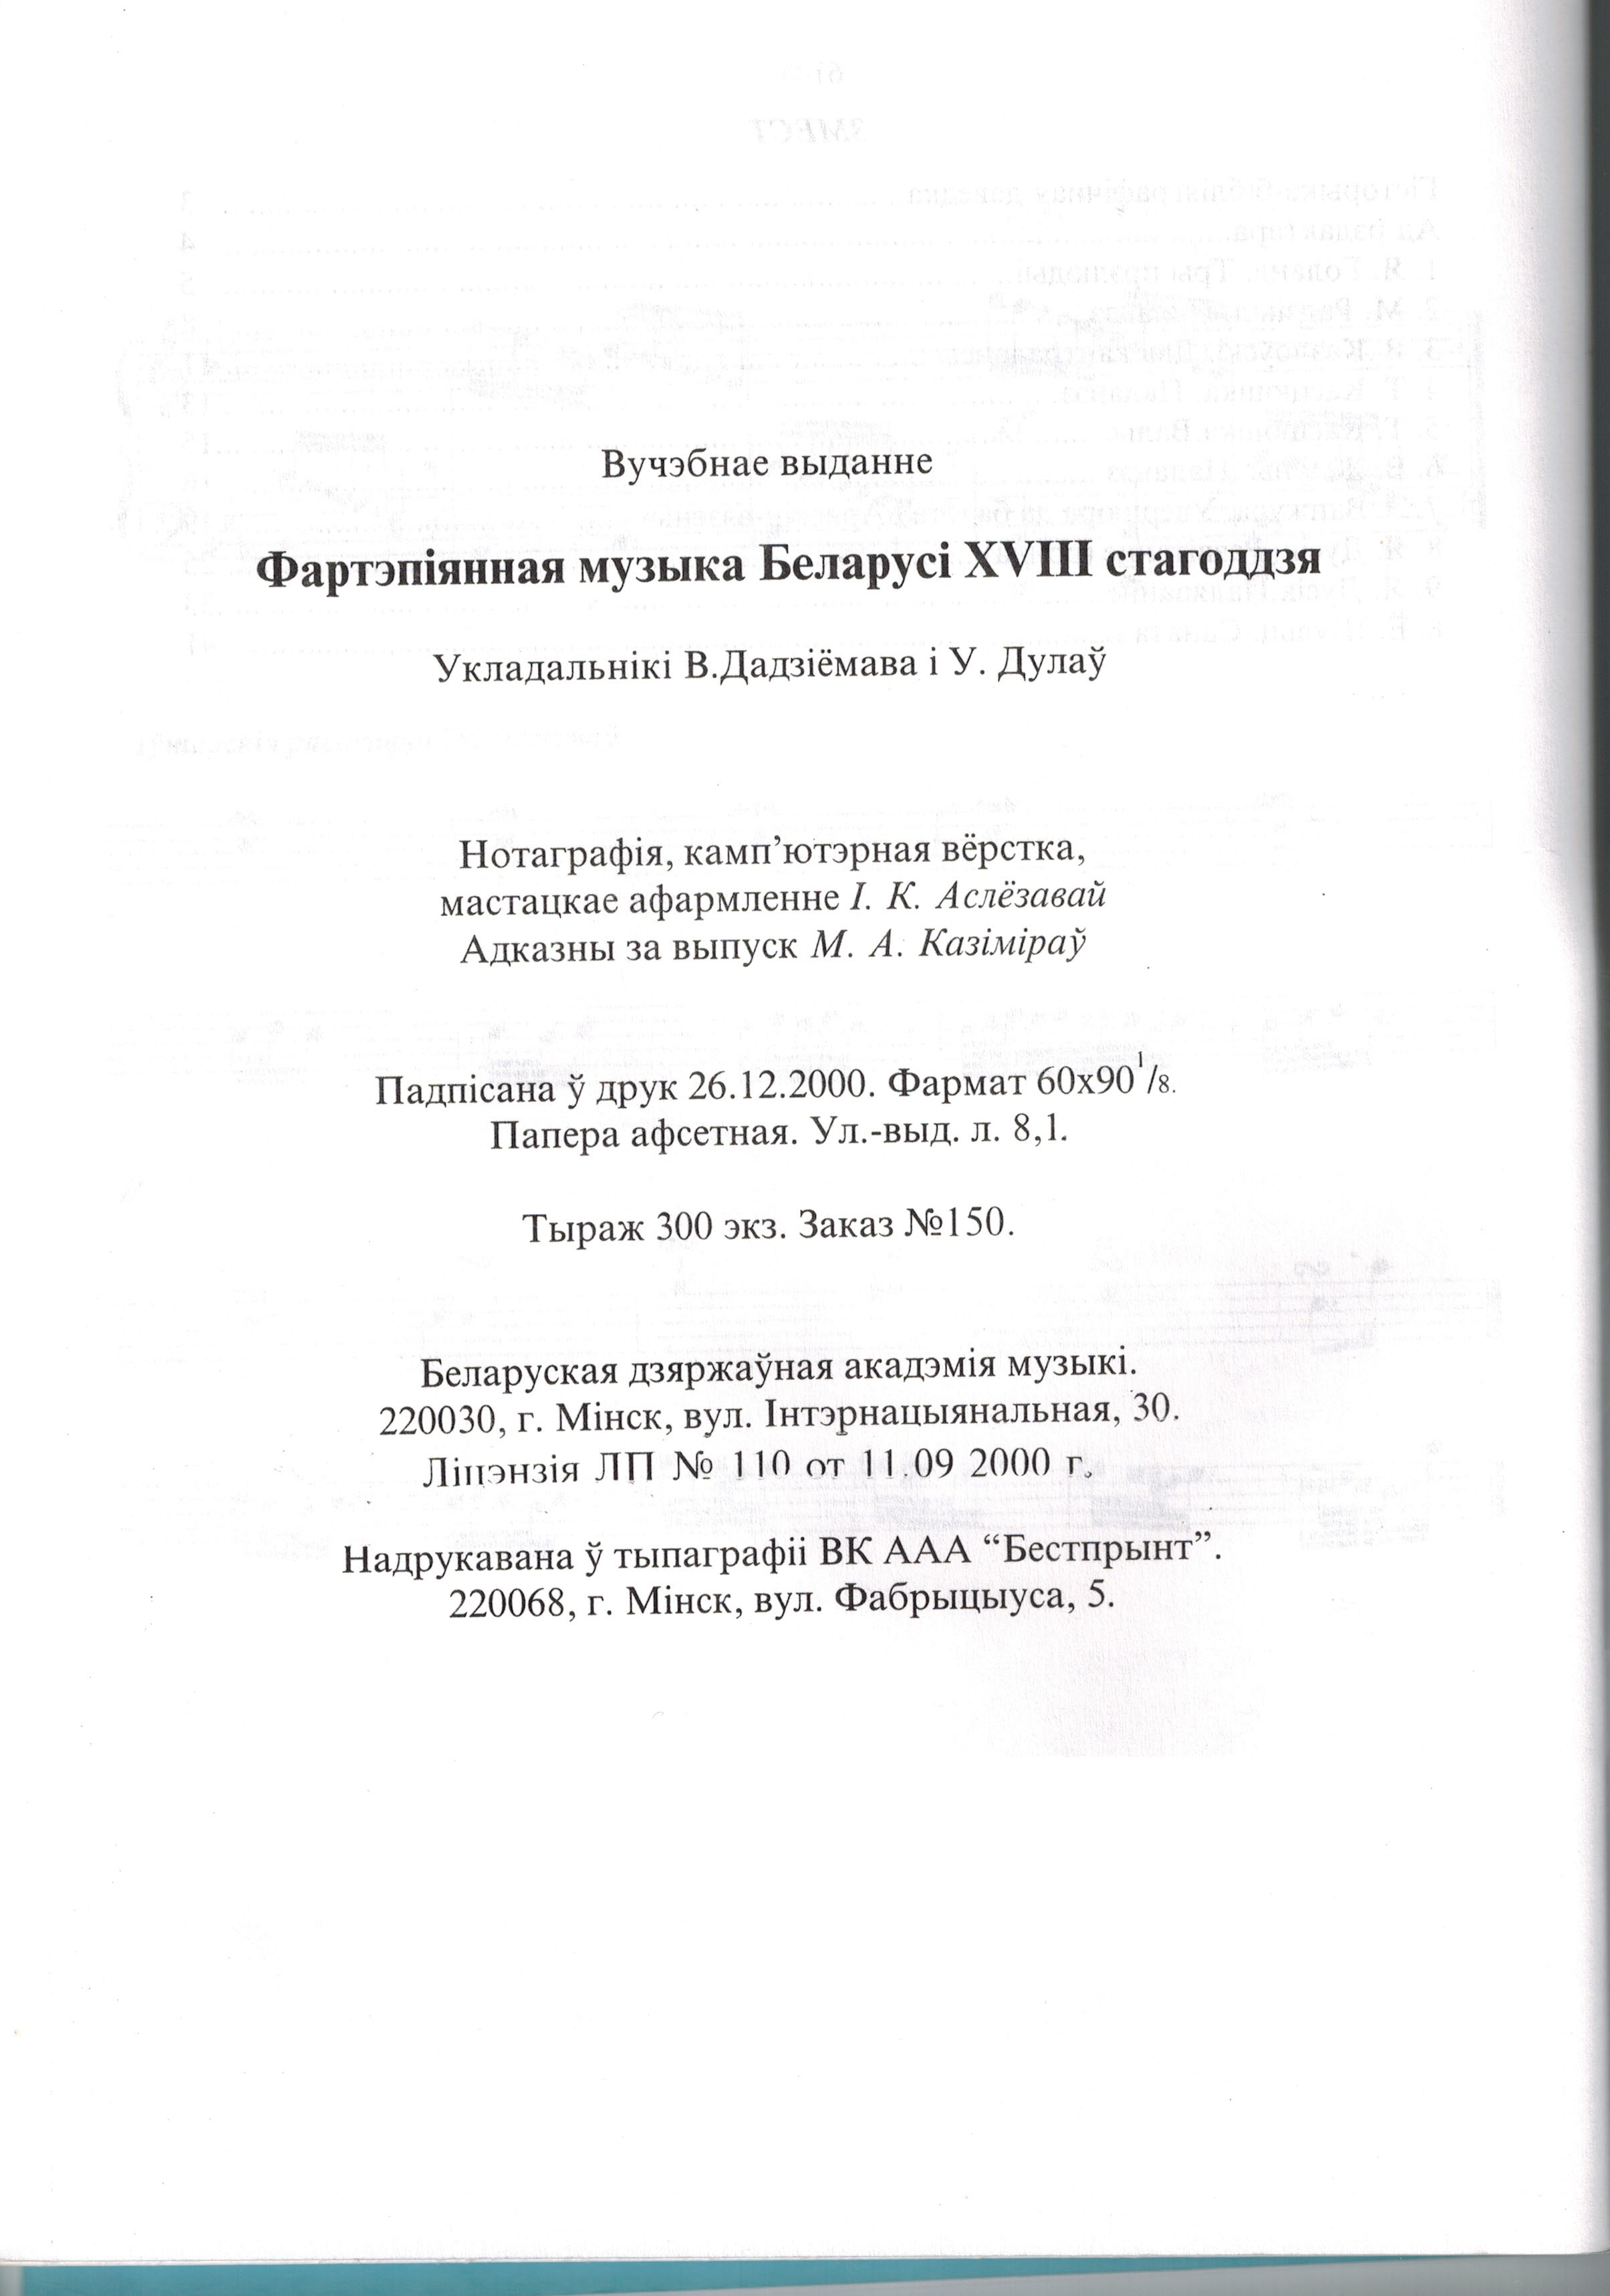 Вучэбнае выданне
Фартэпіянная музыка Беларусі XVIII стагоддзя
Укладальнікі В.Дадзіёмава і У. Дулаў
Нотаграфія, камп’ютэрная вёрстка,
мастацкае афармленне І. К. Аслёзавай
Адказны за выпуск М. А. Казіміраў
Падпісана ў друк 26.12.2000. Фармат 60х90 1/8.
Папера афсетная. Ул.-выд. л. 8,1.
Тыраж 300 экз. Заказ №150.
Беларуская дзяржаўная акадэмія музыкі.
220030, г. Мінск, вул. Інтэрнацыянальная, 30.
Ліцэнзія ЛП № 110 от 11.09 2000 г.
Надрукавана ў тыпаграфіі ВК ААА “Бестпрынт”.
220068, г. Мінск, вул. Фабрыцыуса, 5.